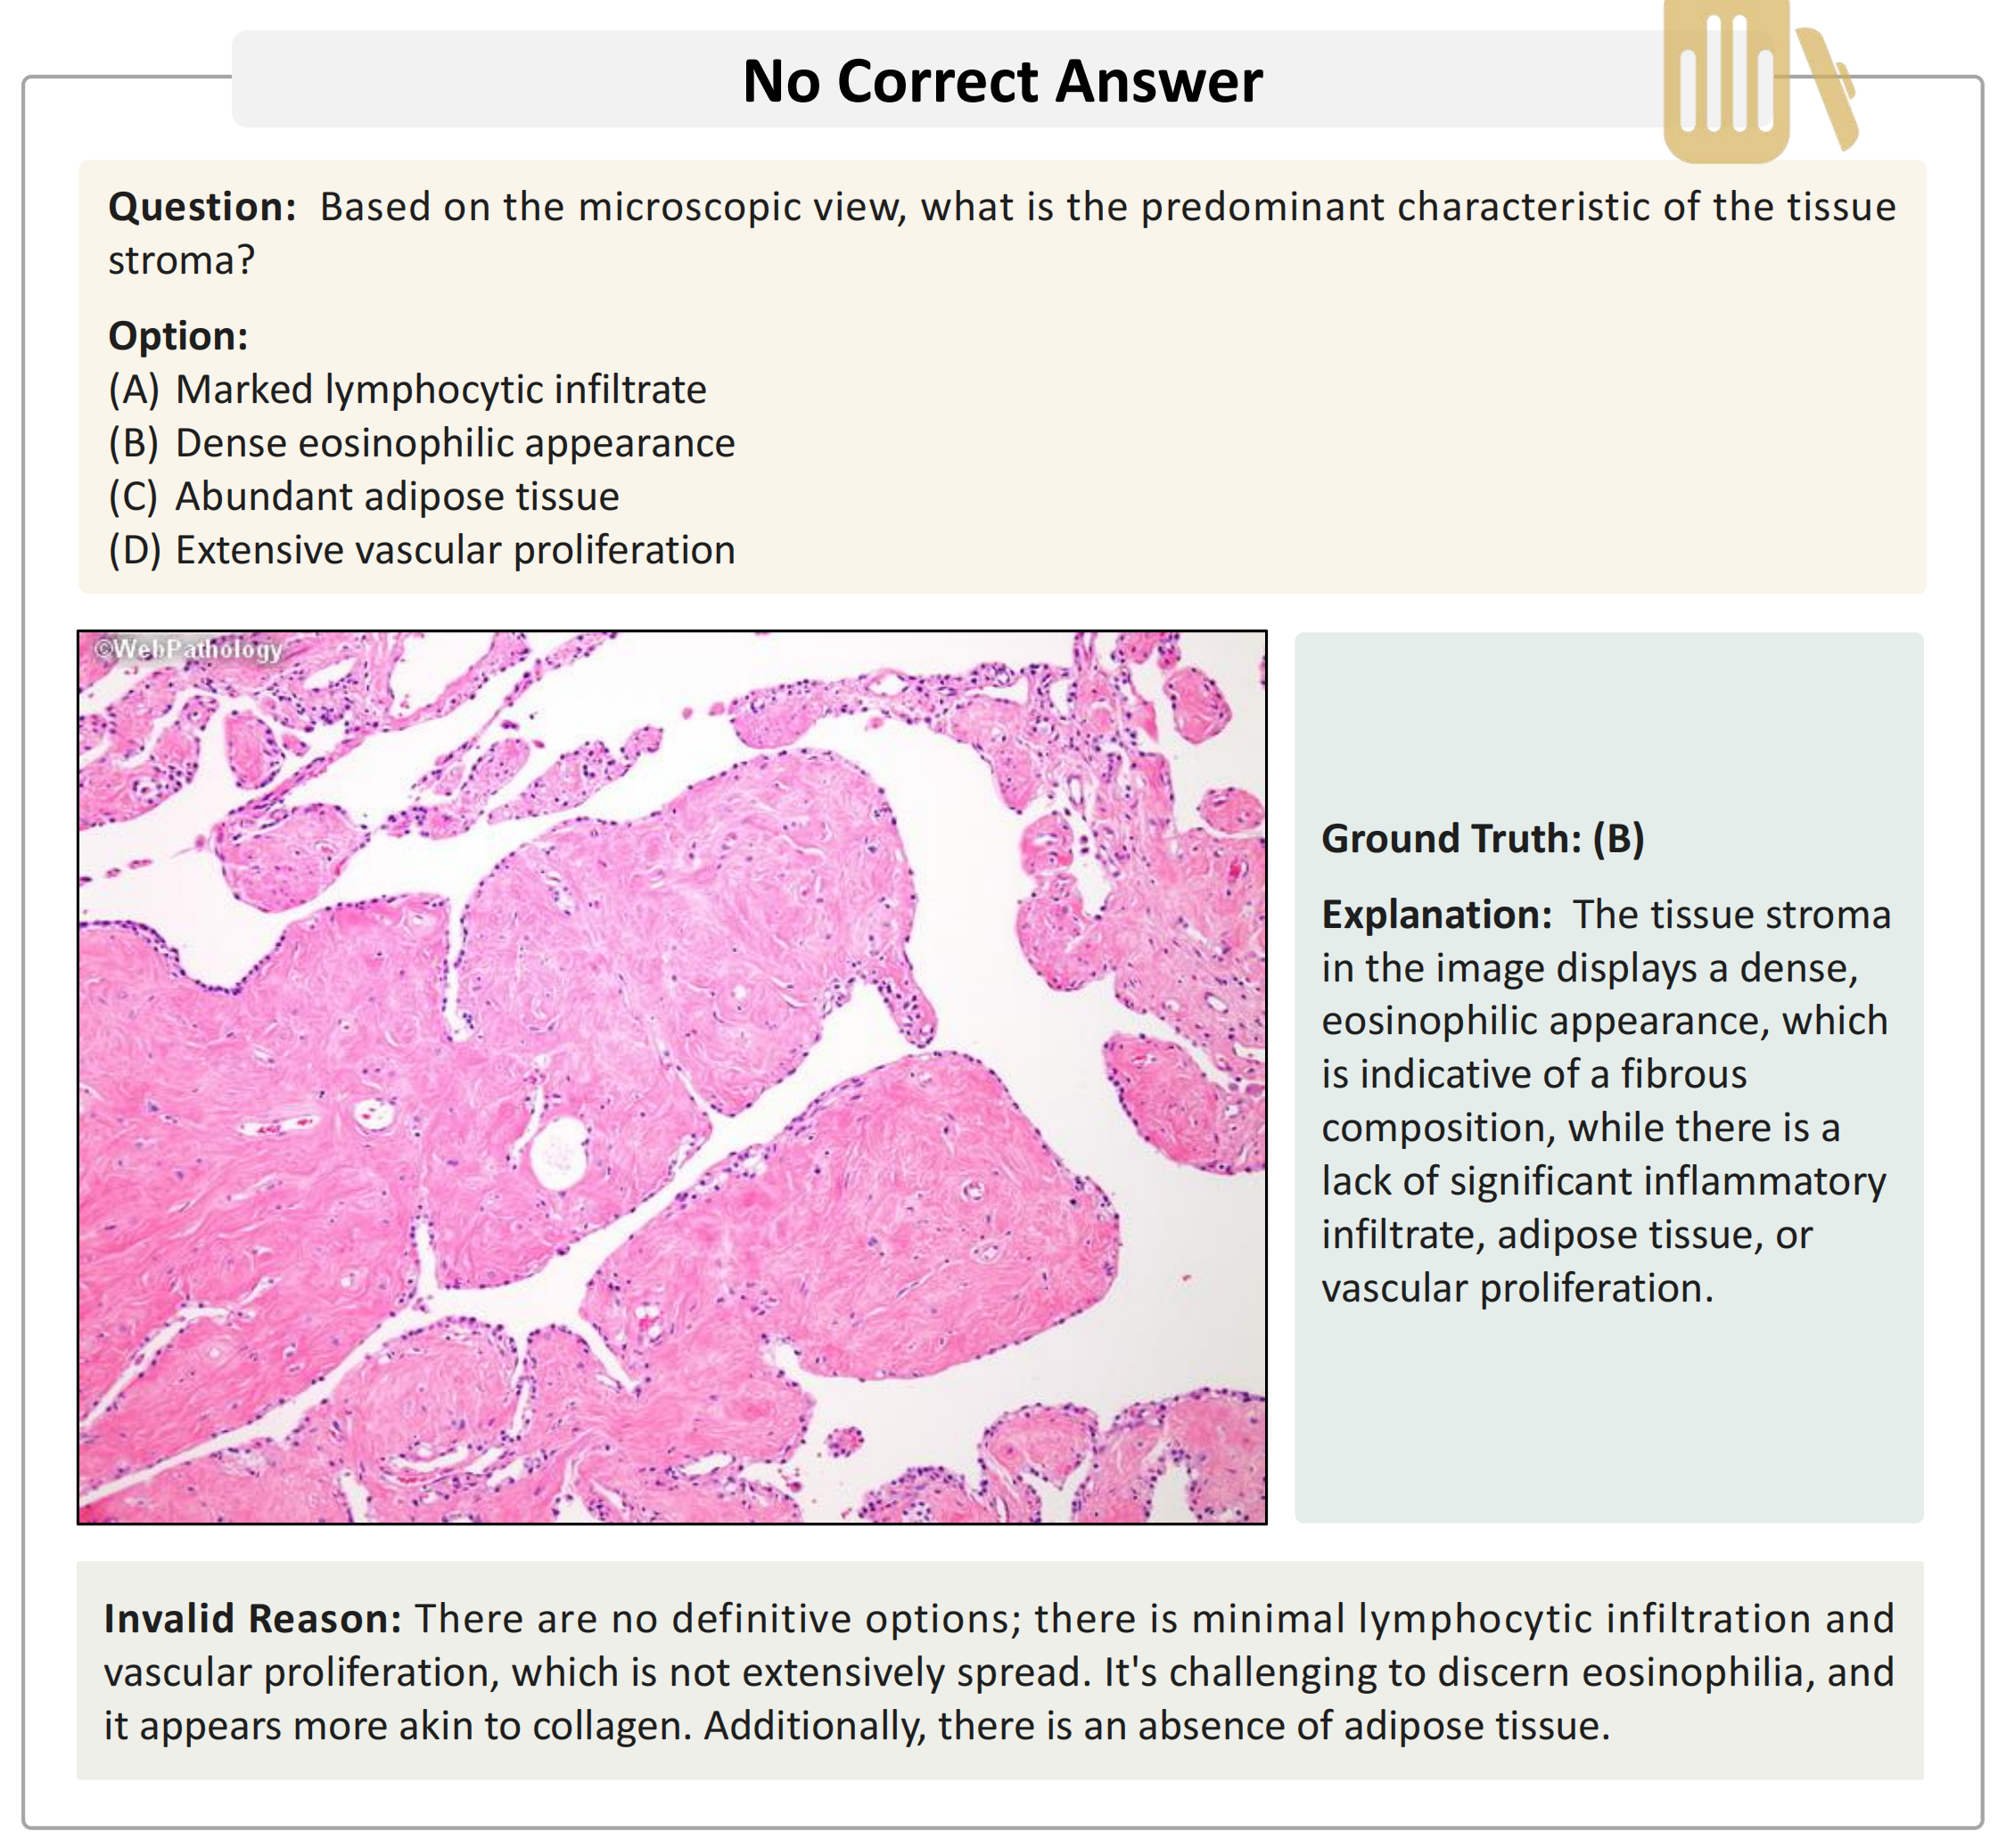 No Correct Answer
Question: Based on the microscopic view, what is the predominant characteristic of the tissue
stroma?
Option:
(A) Marked lymphocytic infiltrate
(B) Dense eosinophilic appearance
(C) Abundant adipose tissue
(D) Extensive vascular proliferation
©WebPathology
Ground Truth: (B)
Explanation: The tissue stroma
in the image displays a dense,
eosinophilic appearance, which
is indicative of a fibrous
composition, while there is a
lack of significant inflammatory
infiltrate, adipose tissue, or
vascular proliferation.
Invalid Reason: There are no definitive options; there is minimal lymphocytic infiltration and
vascular proliferation, which is not extensively spread. It's challenging to discern eosinophilia, and
it appears more akin to collagen. Additionally, there is an absence of adipose tissue.